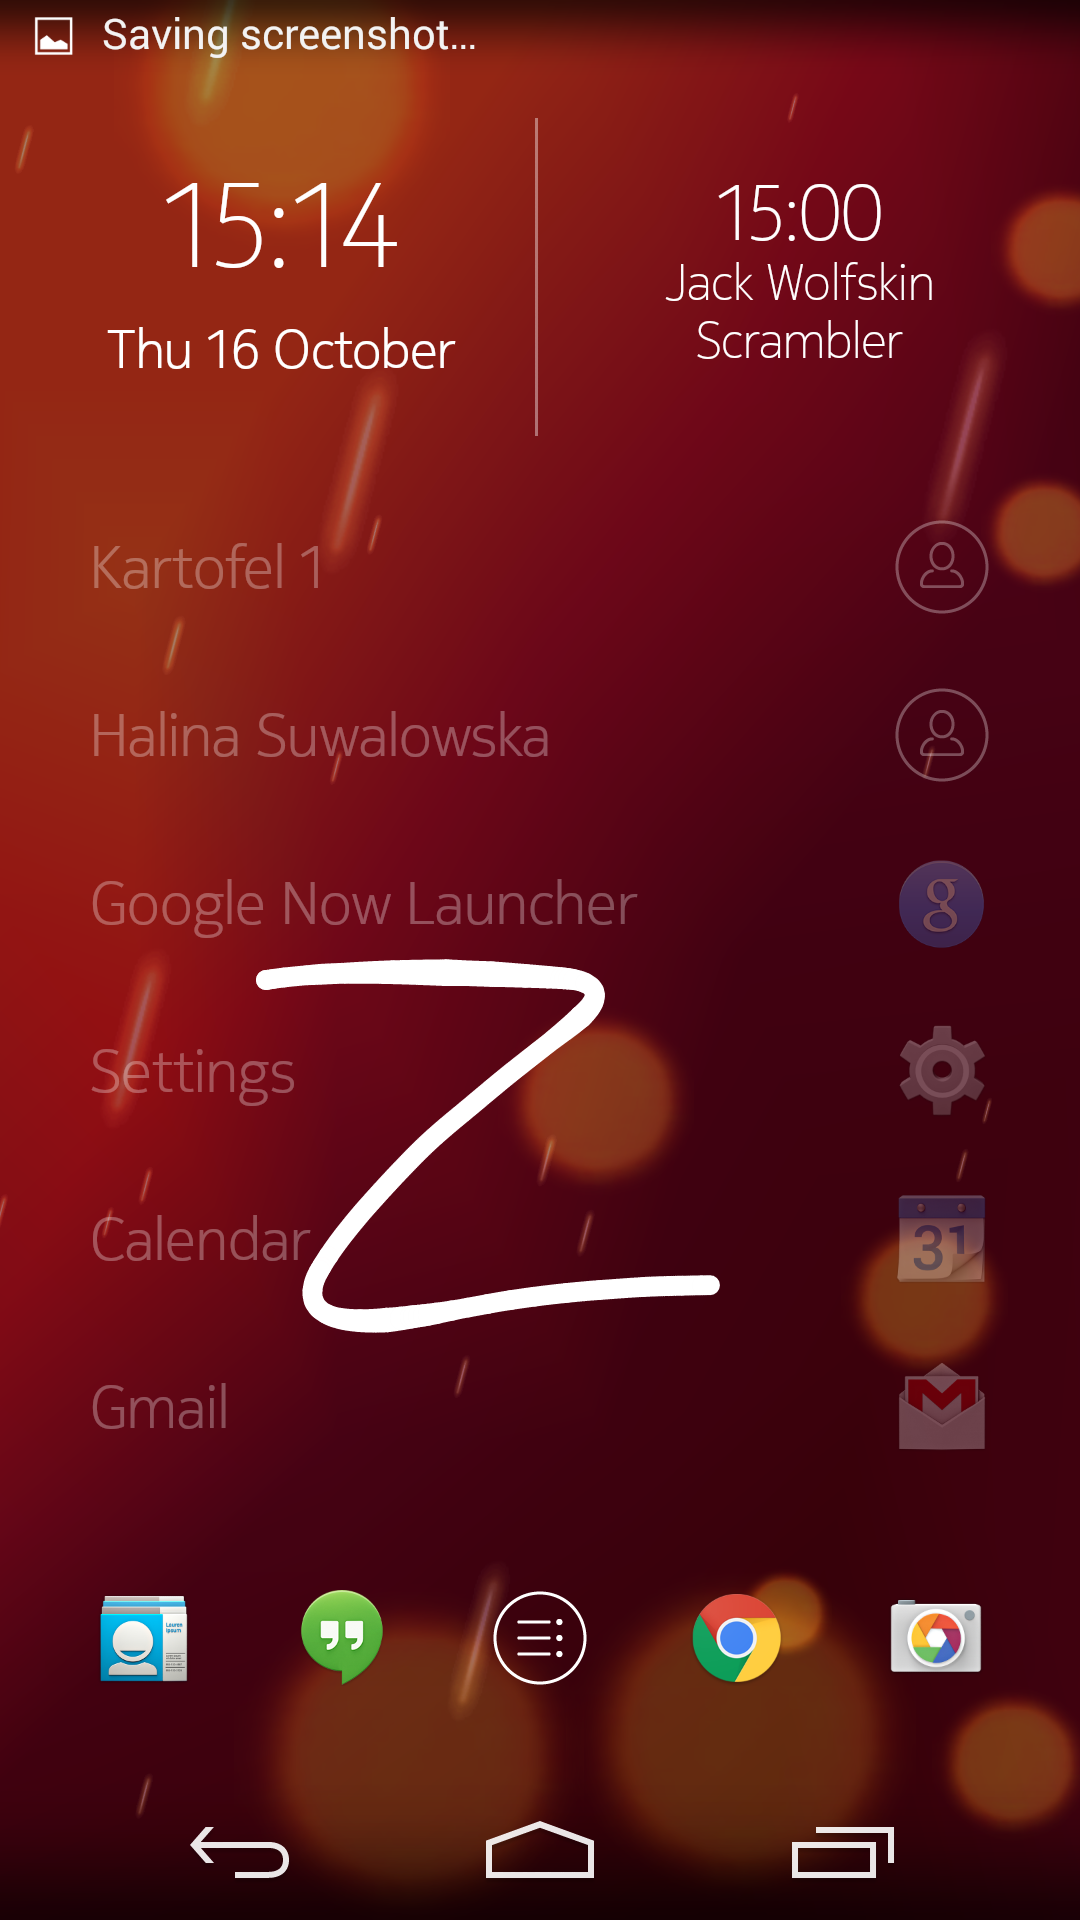 Saving screenshot...
15:14
Thu 16 October
15:00
Jack Wolfskin
Scrambler
Kartofel 1
Halina Suwalowska
Google Now Launcher
g
Settings
Z
Calendar
31
Gmail